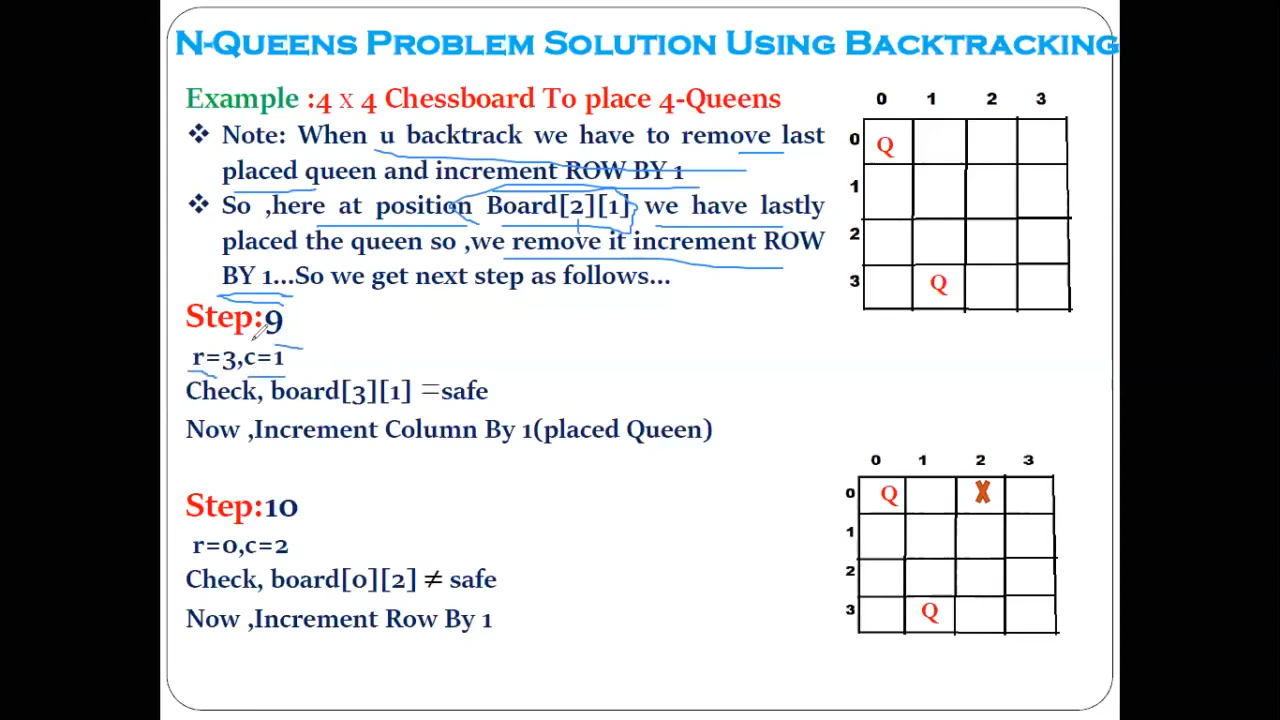 N-Queens Problem Solution Using Backtracking
Example :4 x 4 Chessboard To place 4-Queens
❖ Note: When u backtrack we have to remove last
placed queen and increment ROW BY 1
❖ So ,here at position Board[2][1] we have lastly
placed the queen so ,we remove it increment ROW
BY 1...So we get next step as follows...
Step:9
r=3,c=1
Check, board[3][1] =safe
Now ,Increment Column By 1(placed Queen)
Step:10
r=0,c=2
Check, board[0][2] ≠ safe
Now ,Increment Row By 1
0 1 2 3
0 Q
1
2
3 Q
0 1 2 3
0 Q X
1
2
3 Q